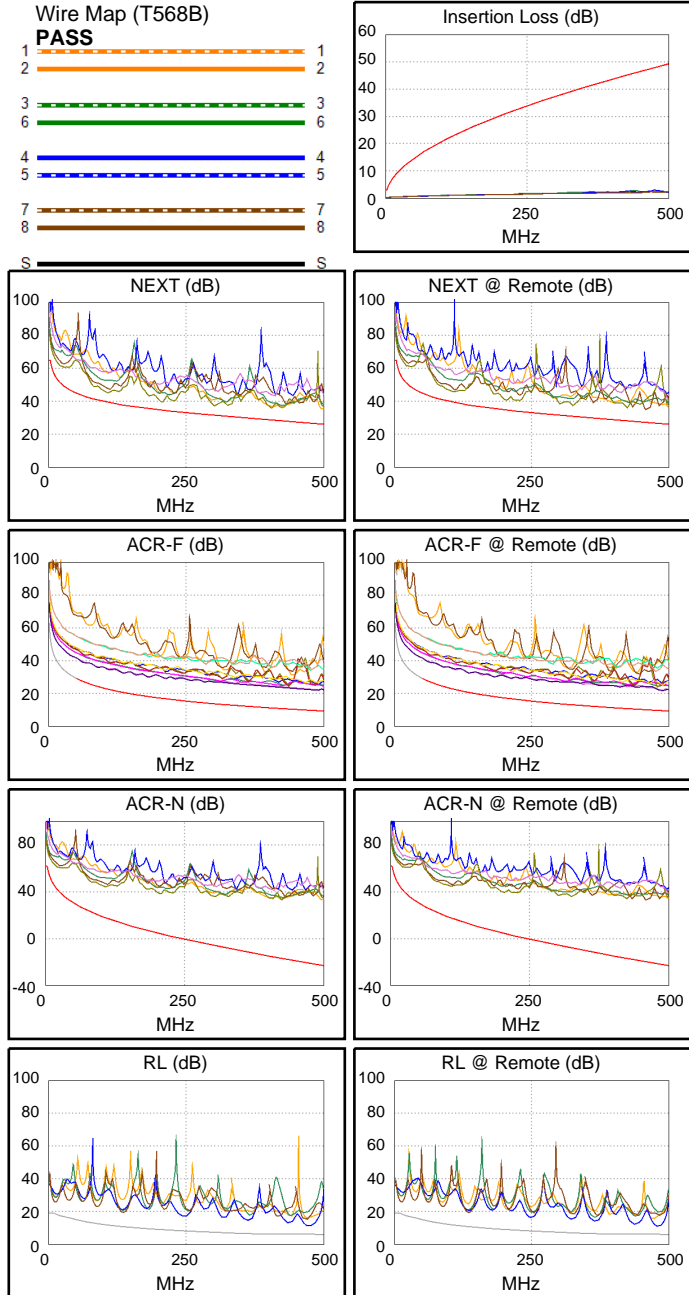 Wire Map (T568B)
PASS
1 1
2 2
3 3
6 6
4 4
5 5
7 7
8 8
S S
Insertion Loss (dB)
60
50
40
30
20
10
0
0 250 500
MHz
NEXT (dB)
100
80
60
40
20
0
0 250 500
MHz
NEXT @ Remote (dB)
100
80
60
40
20
0
0 250 500
MHz
ACR-F (dB)
100
80
60
40
20
0
0 250 500
MHz
ACR-F @ Remote (dB)
100
80
60
40
20
0
0 250 500
MHz
ACR-N (dB)
80
40
0
-40
0 250 500
MHz
ACR-N @ Remote (dB)
80
40
0
-40
0 250 500
MHz
RL (dB)
100
80
60
40
20
0
0 250 500
MHz
RL @ Remote (dB)
100
80
60
40
20
0
0 250 500
MHz